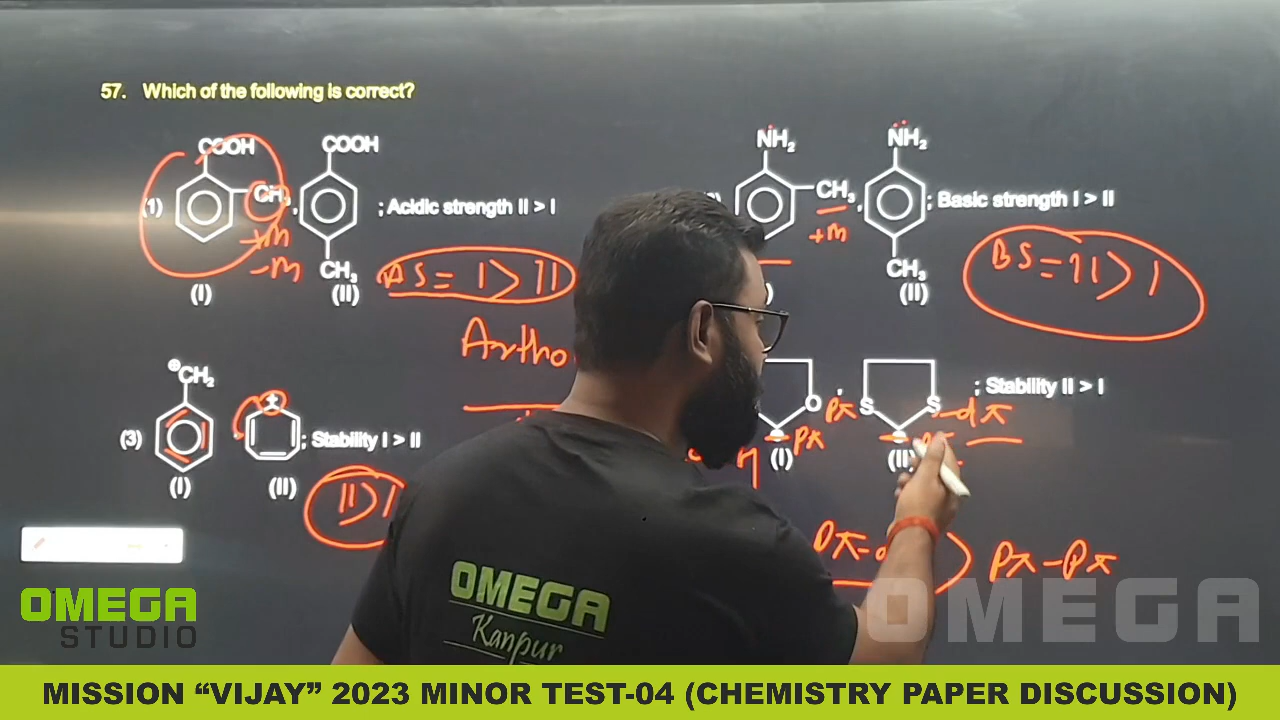 57. Which of the following is correct?
COOH
CH3
+M
-M
(1)
(I)
,
COOH
CH3
(II)
; Acidic strength II > I
AS = I > II
Ortho
NH2
CH3
+M
,
NH2
CH3
(II)
; Basic strength I > II
BS = II > I
(3)
⊕CH2
(I)
(II)
; Stability I > II
II > I
O
Pπ
Pπ
(I)
,
S
S
-dπ
(II)
; Stability II > I
Pπ-
> Pπ-Pπ
OMEGA
Kanpur
OMEGA
STUDIO
OMEGA
MISSION “VIJAY” 2023 MINOR TEST-04 (CHEMISTRY PAPER DISCUSSION)